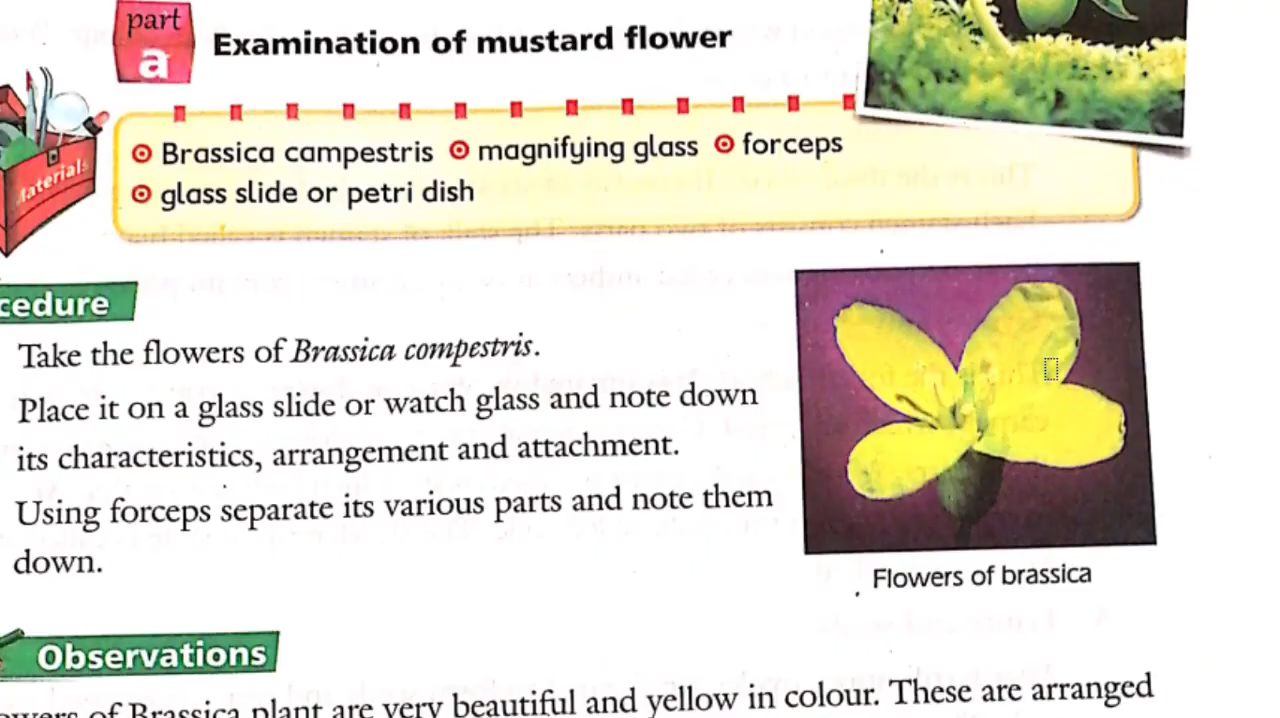 part
a
Examination of mustard flower
Materials
Brassica campestris magnifying glass forceps
glass slide or petri dish
cedure
Take the flowers of Brassica compestris.
Place it on a glass slide or watch glass and note down
its characteristics, arrangement and attachment.
Using forceps separate its various parts and note them
down.
Flowers of brassica
Observations
wers of Brassica plant are very beautiful and yellow in colour. These are arranged